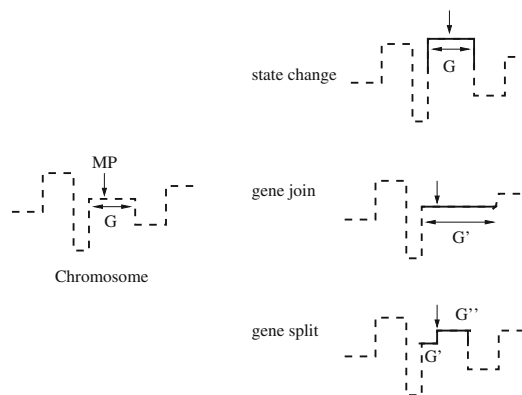 G
state change
MP
G
Chromosome
gene join
G'
gene split
G''
G'